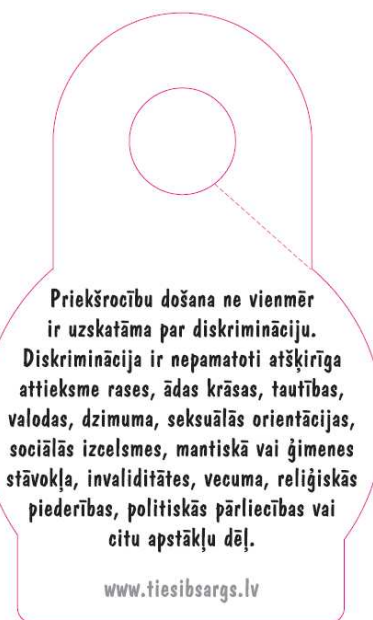 Priekšrocību došana ne vienmēr
ir uzskatāma par diskrimināciju.
Diskriminācija ir nepamatoti atšķirīga
attieksme rases, ādas krāsas, tautības,
valodas, dzimuma, seksuālās orientācijas,
sociālās izcelsmes, mantiskā vai ģimenes
stāvokļa, invaliditātes, vecuma, reliģiskās
piederības, politiskās pārliecības vai
citu apstākļu dēļ.
www.tiesibsargs.lv